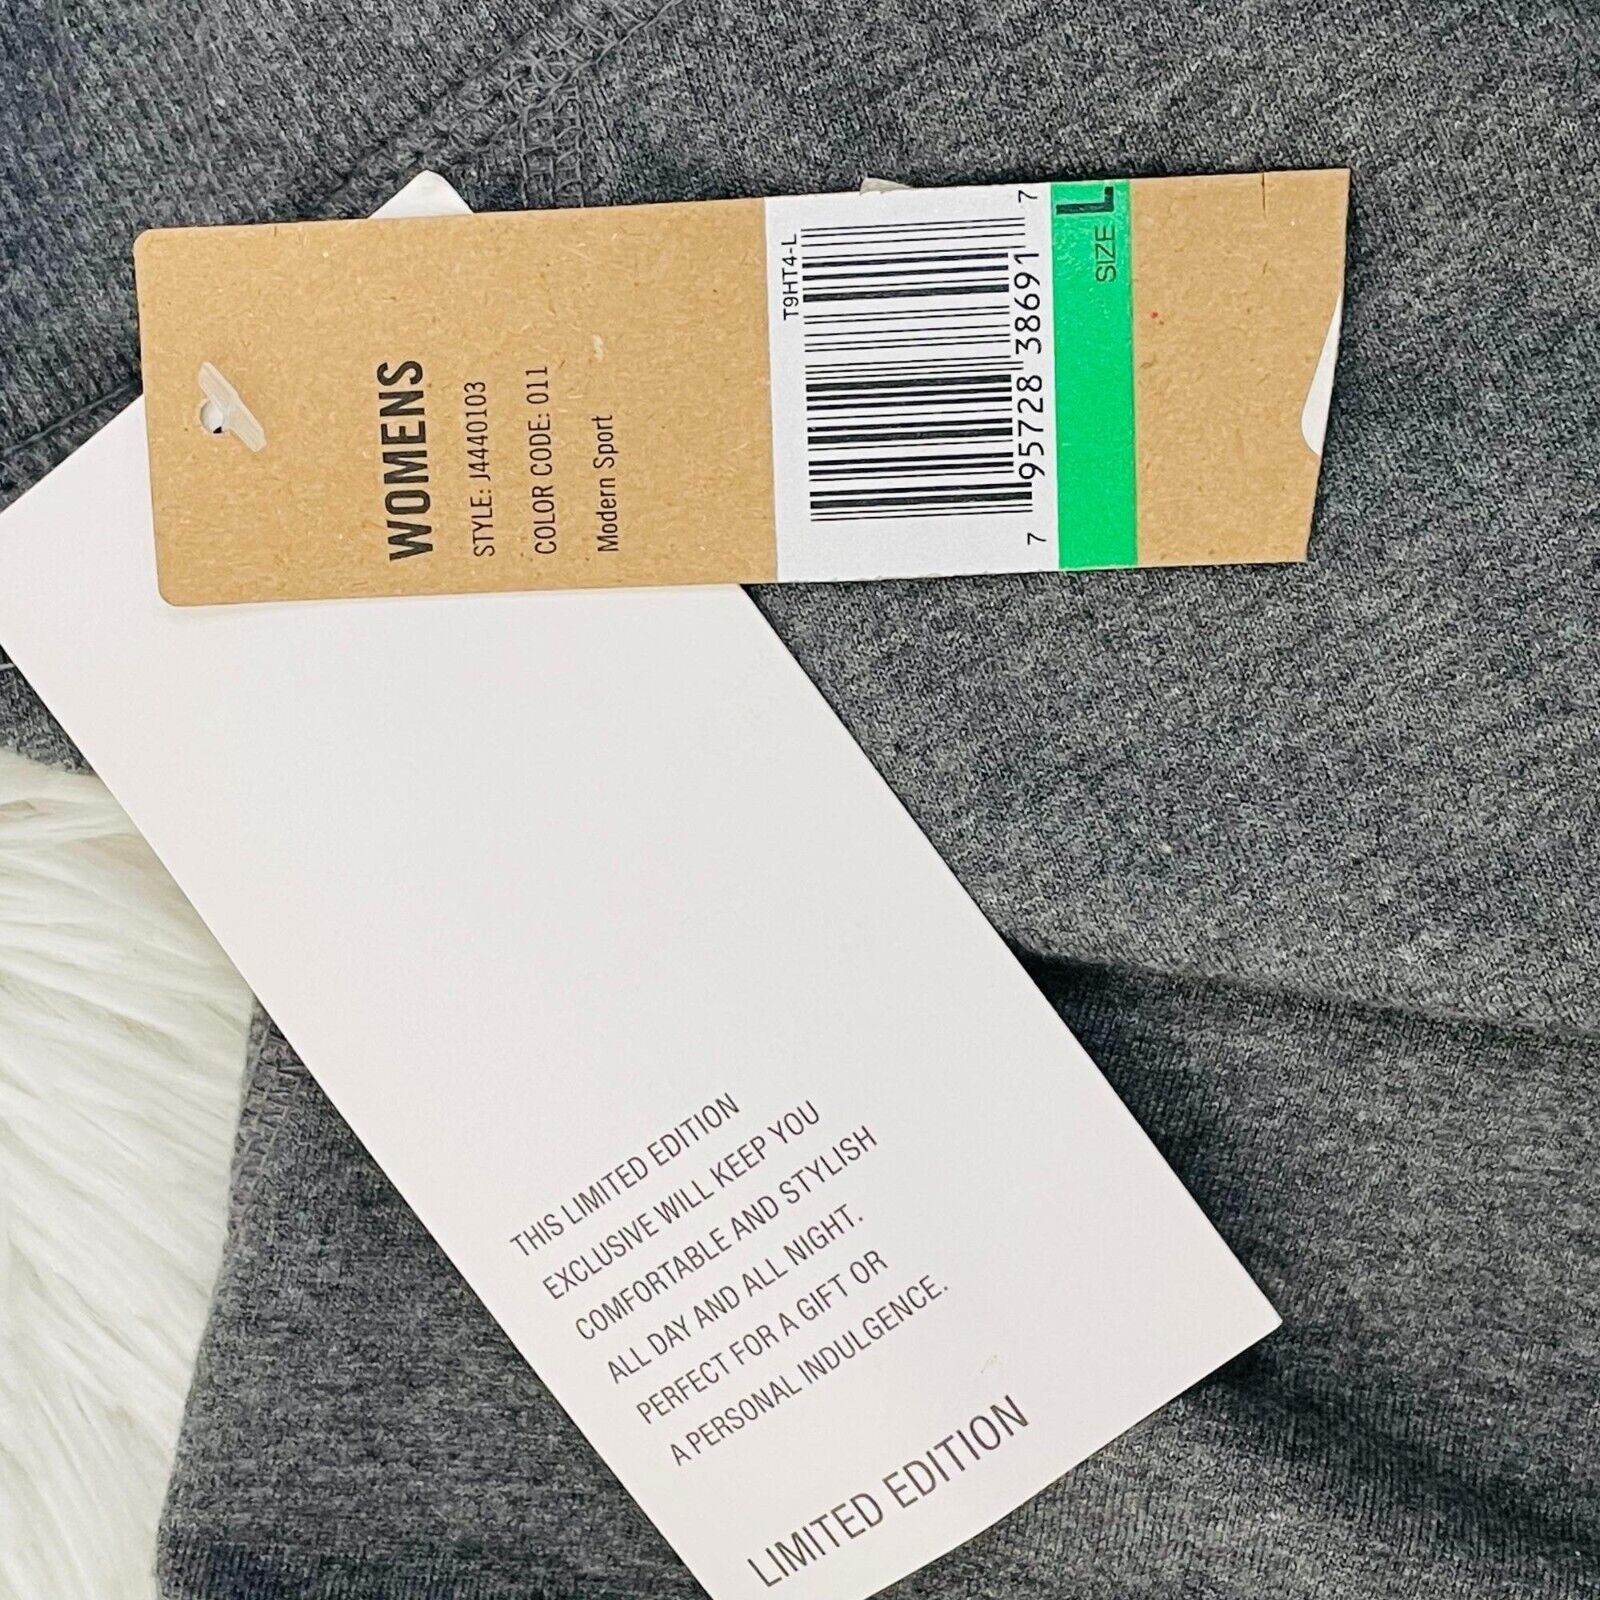 WOMENS
STYLE: J4440103
COLOR CODE: 011
Modern Sport
T9HT4-L
7 95728 38691 7
SIZE L
THIS LIMITED EDITION
EXCLUSIVE WILL KEEP YOU
COMFORTABLE AND STYLISH
ALL DAY AND ALL NIGHT.
PERFECT FOR A GIFT OR
A PERSONAL INDULGENCE.
LIMITED EDITION